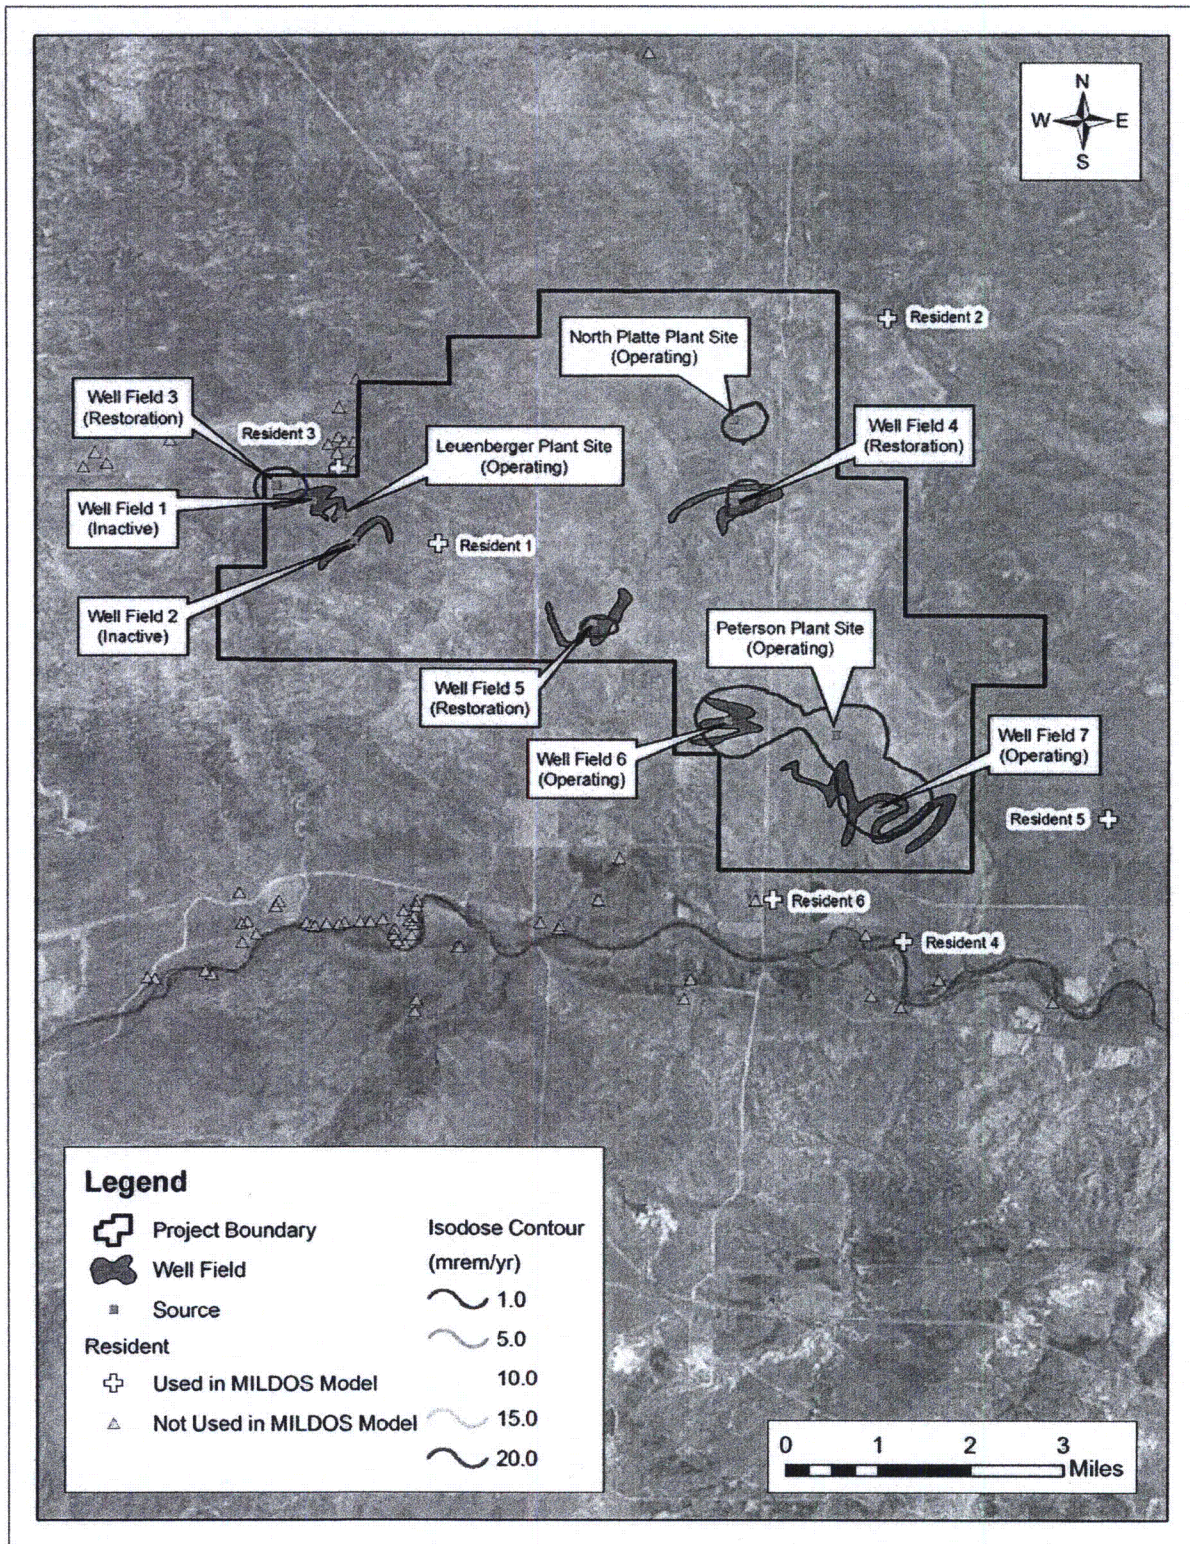 N
W E
S
Resident 2
North Platte Plant Site
(Operating)
Well Field 3
(Restoration)
Resident 3
Leuenberger Plant Site
(Operating)
Well Field 4
(Restoration)
Well Field 1
(Inactive)
Resident 1
Well Field 2
(Inactive)
Peterson Plant Site
(Operating)
Well Field 5
(Restoration)
Well Field 6
(Operating)
Well Field 7
(Operating)
Resident 5
Resident 6
Resident 4
Legend
Project Boundary
Well Field
Source
Resident
Used in MILDOS Model
Not Used in MILDOS Model
Isodose Contour
(mrem/yr)
1.0
5.0
10.0
15.0
20.0
0 1 2 3
Miles